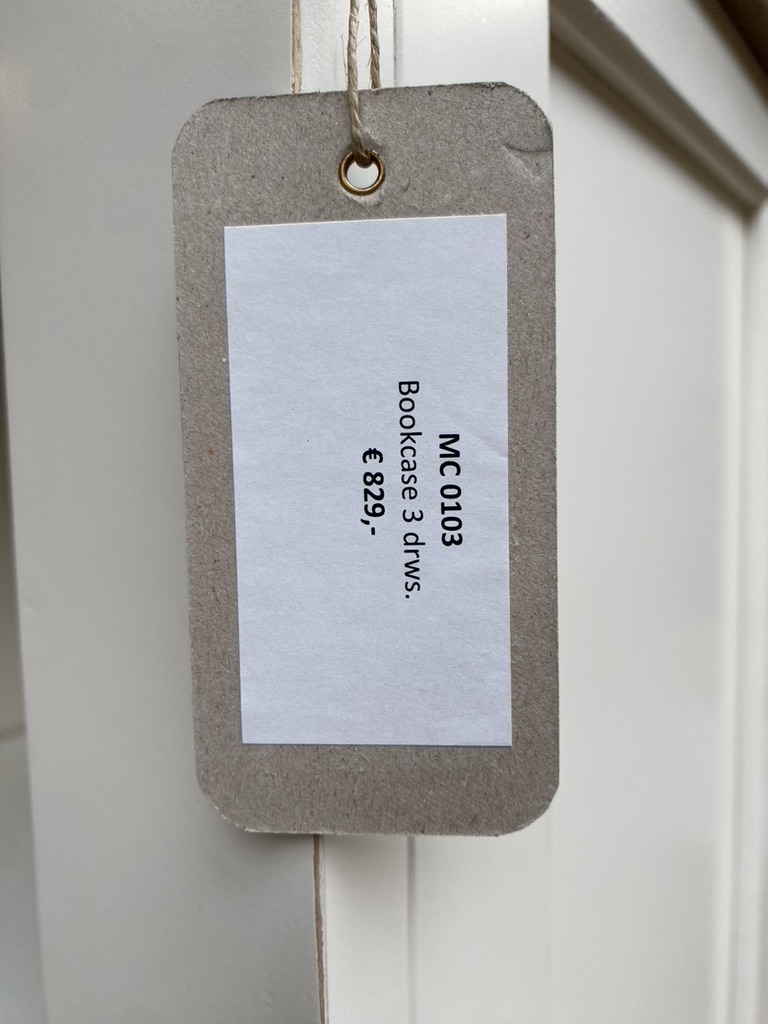 MC 0103
Bookcase 3 drws.
€ 829,-